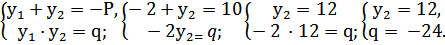 {y₁ + y₂ = −P, {− 2 + y₂ = 10 {y₂ = 12 {y₂ = 12,
y₁ · y₂ = q; − 2y₂₌ q; − 2 · 12 = q; q = −24.